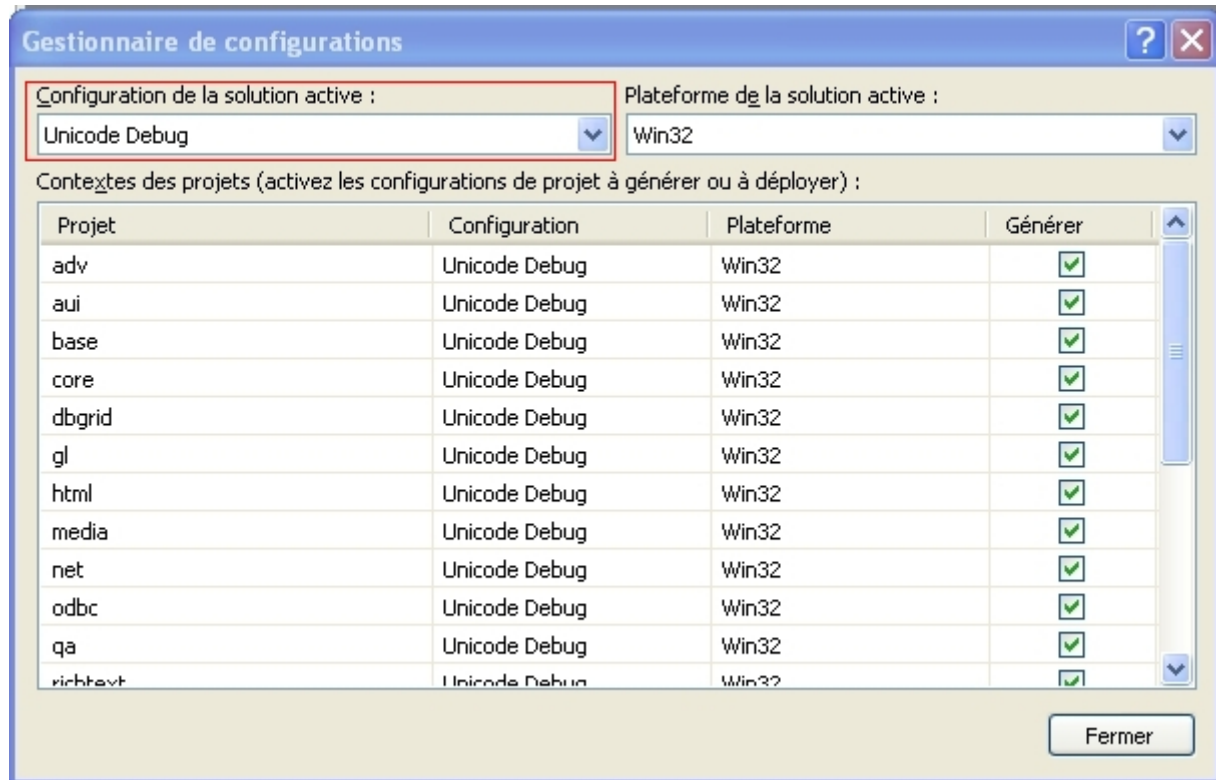 Gestionnaire de configurations
Configuration de la solution active : Plateforme de la solution active :
Unicode Debug Win32
Contextes des projets (activez les configurations de projet à générer ou à déployer) :
Projet Configuration Plateforme Générer
adv Unicode Debug Win32
aui Unicode Debug Win32
base Unicode Debug Win32
core Unicode Debug Win32
dbgrid Unicode Debug Win32
gl Unicode Debug Win32
html Unicode Debug Win32
media Unicode Debug Win32
net Unicode Debug Win32
odbc Unicode Debug Win32
qa Unicode Debug Win32
richtext Unicode Debug Win32
Fermer